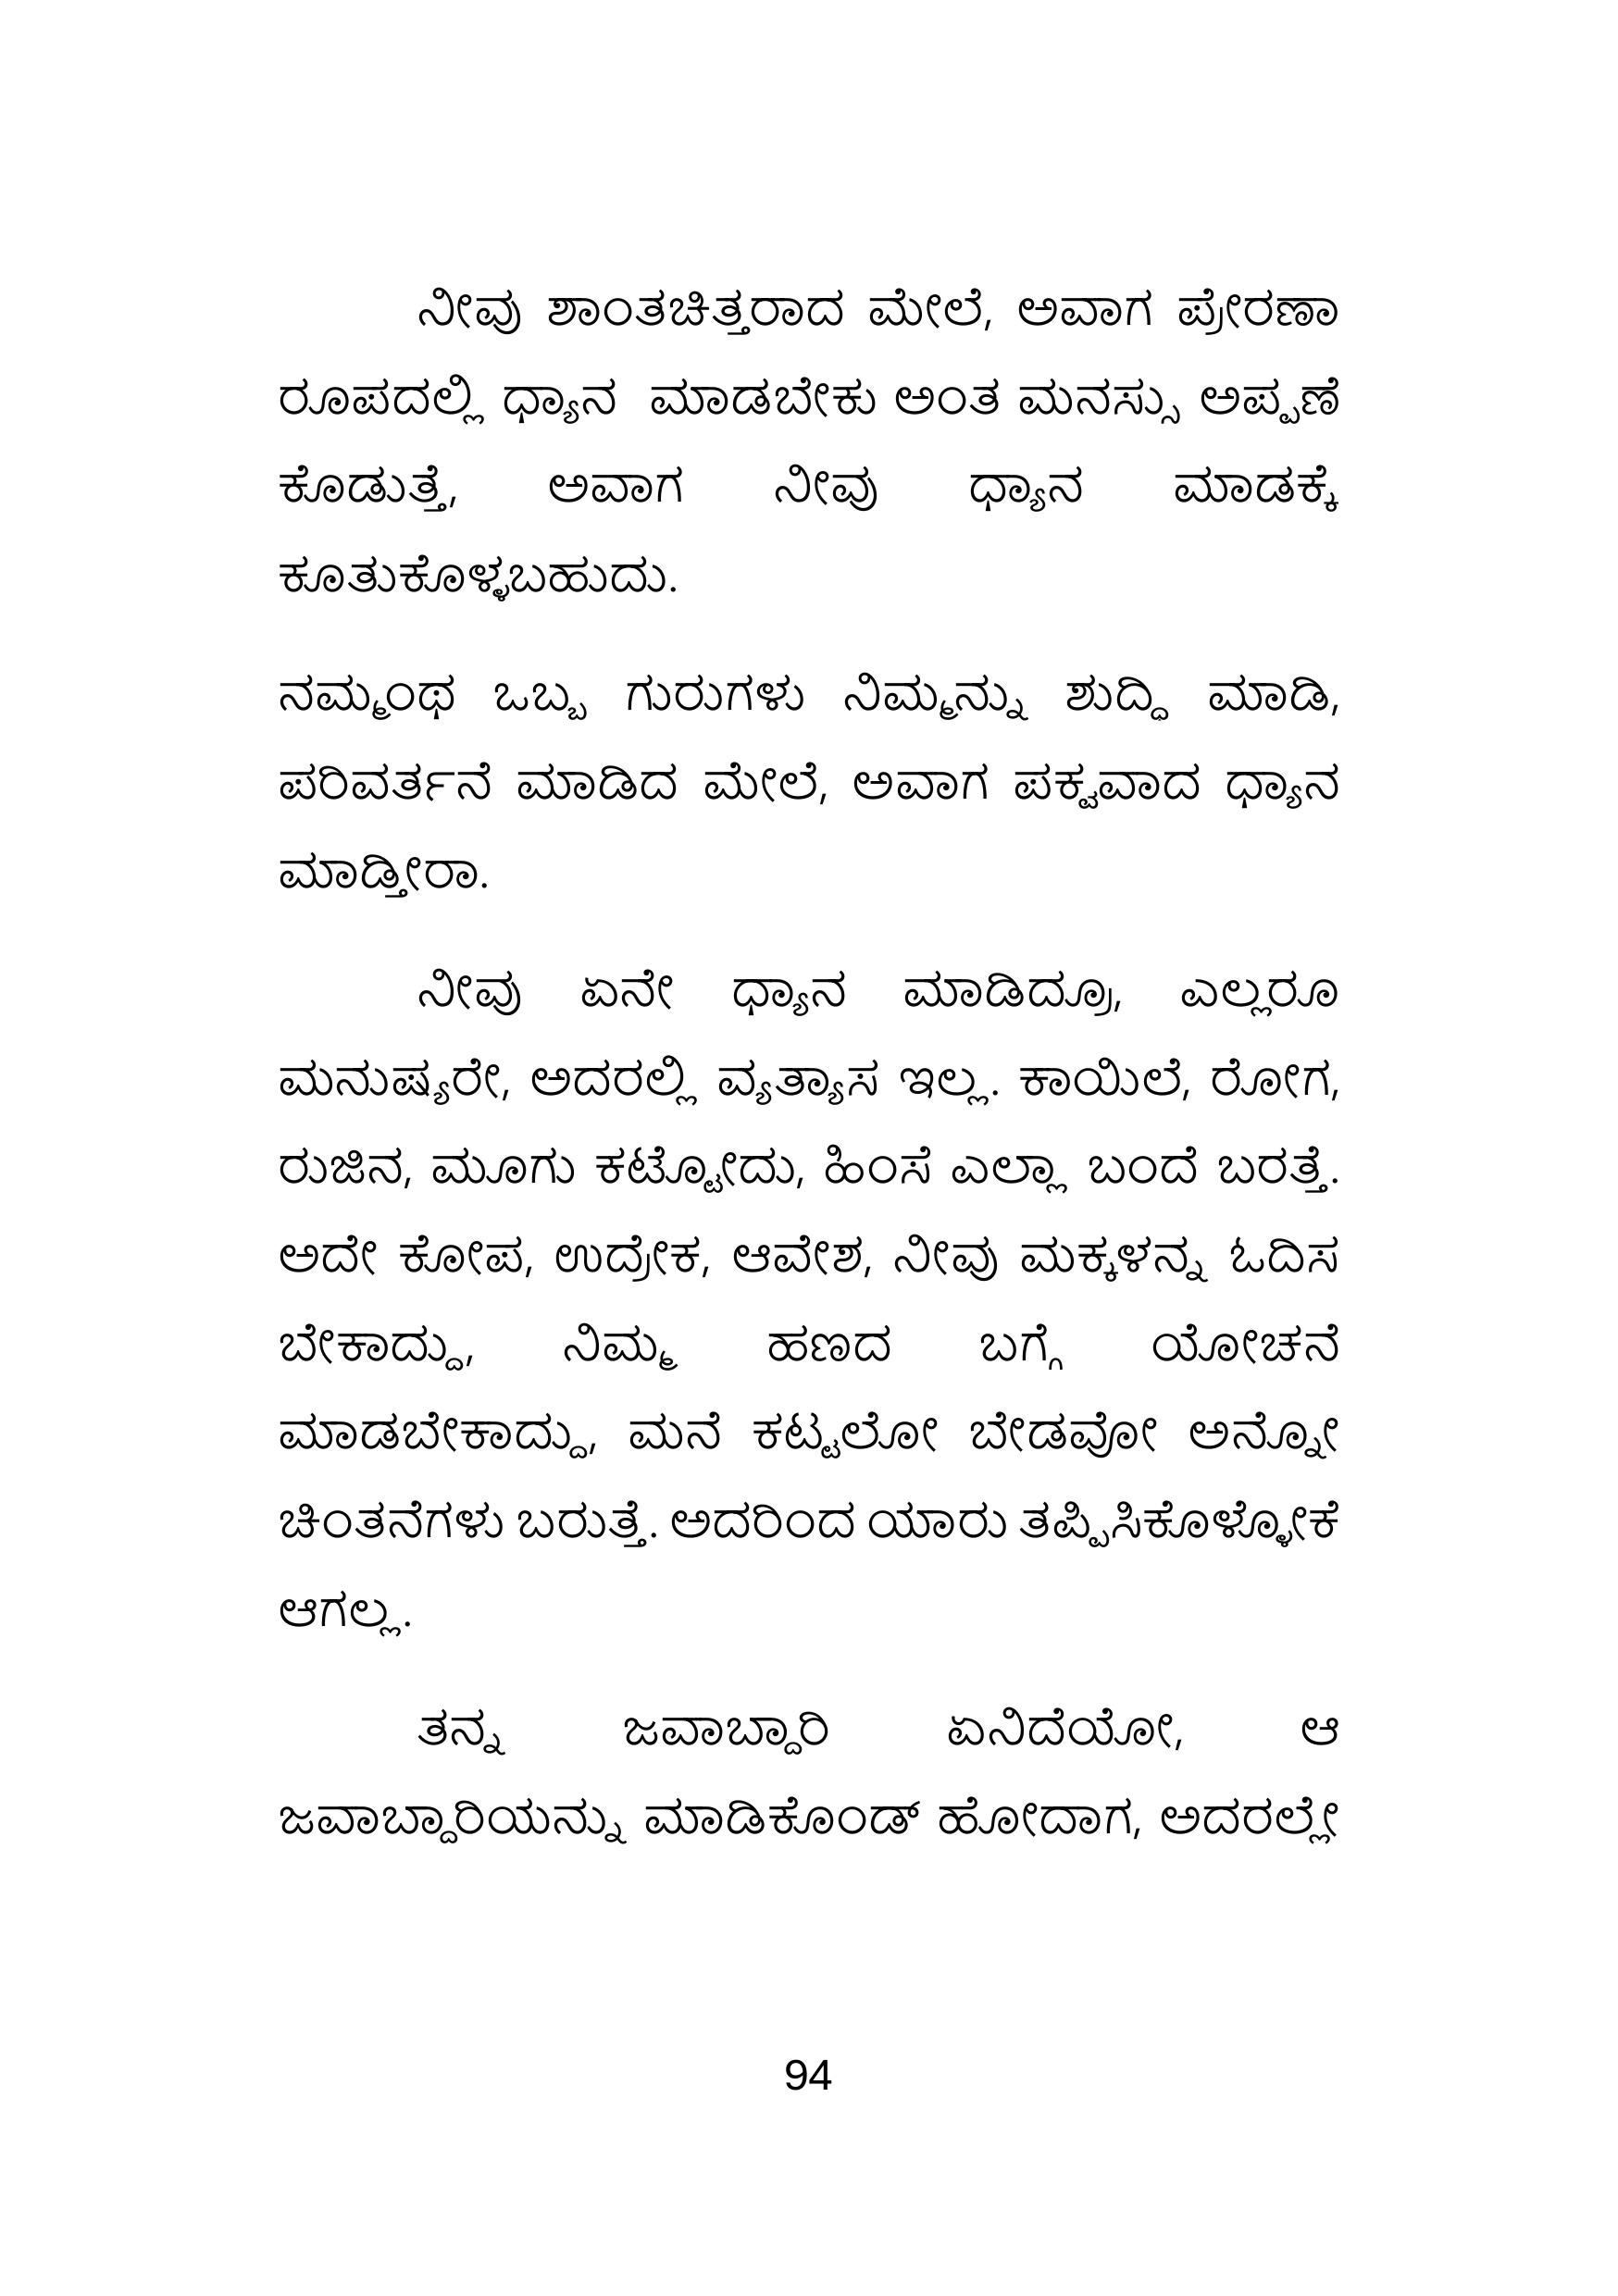 ನೀವು ಶಾಂತಚಿತ್ತರಾದ ಮೇಲೆ, ಅವಾಗ ಪ್ರೇರಣಾ
ರೂಪದಲ್ಲಿ ಧ್ಯಾನ ಮಾಡಬೇಕು ಅಂತ ಮನಸ್ಸು ಅಪ್ಪಣೆ
ಕೊಡುತ್ತೆ, ಅವಾಗ ನೀವು ಧ್ಯಾನ ಮಾಡಕ್ಕೆ
ಕೂತುಕೊಳ್ಳಬಹುದು.
ನಮ್ಮಂಥ ಒಬ್ಬ ಗುರುಗಳು ನಿಮ್ಮನ್ನು ಶುದ್ಧಿ ಮಾಡಿ,
ಪರಿವರ್ತನೆ ಮಾಡಿದ ಮೇಲೆ, ಅವಾಗ ಪಕ್ವವಾದ ಧ್ಯಾನ
ಮಾಡ್ತೀರಾ.
ನೀವು ಏನೇ ಧ್ಯಾನ ಮಾಡಿದ್ರೂ, ಎಲ್ಲರೂ
ಮನುಷ್ಯರೇ, ಅದರಲ್ಲಿ ವ್ಯತ್ಯಾಸ ಇಲ್ಲ. ಕಾಯಿಲೆ, ರೋಗ,
ರುಜಿನ, ಮೂಗು ಕಟ್ಟೋದು, ಹಿಂಸೆ ಎಲ್ಲಾ ಬಂದೆ ಬರತ್ತೆ.
ಅದೇ ಕೋಪ, ಉದ್ರೇಕ, ಆವೇಶ, ನೀವು ಮಕ್ಕಳನ್ನ ಓದಿಸ
ಬೇಕಾದ್ದು, ನಿಮ್ಮ ಹಣದ ಬಗ್ಗೆ ಯೋಚನೆ
ಮಾಡಬೇಕಾದ್ದು, ಮನೆ ಕಟ್ಟಲೋ ಬೇಡವೋ ಅನ್ನೋ
ಚಿಂತನೆಗಳು ಬರುತ್ತೆ. ಅದರಿಂದ ಯಾರು ತಪ್ಪಿಸಿಕೊಳ್ಳೋಕೆ
ಆಗಲ್ಲ.
ತನ್ನ ಜವಾಬ್ದಾರಿ ಏನಿದೆಯೋ, ಆ
ಜವಾಬ್ದಾರಿಯನ್ನು ಮಾಡಿಕೊಂಡ್ ಹೋದಾಗ, ಅದರಲ್ಲೇ
94